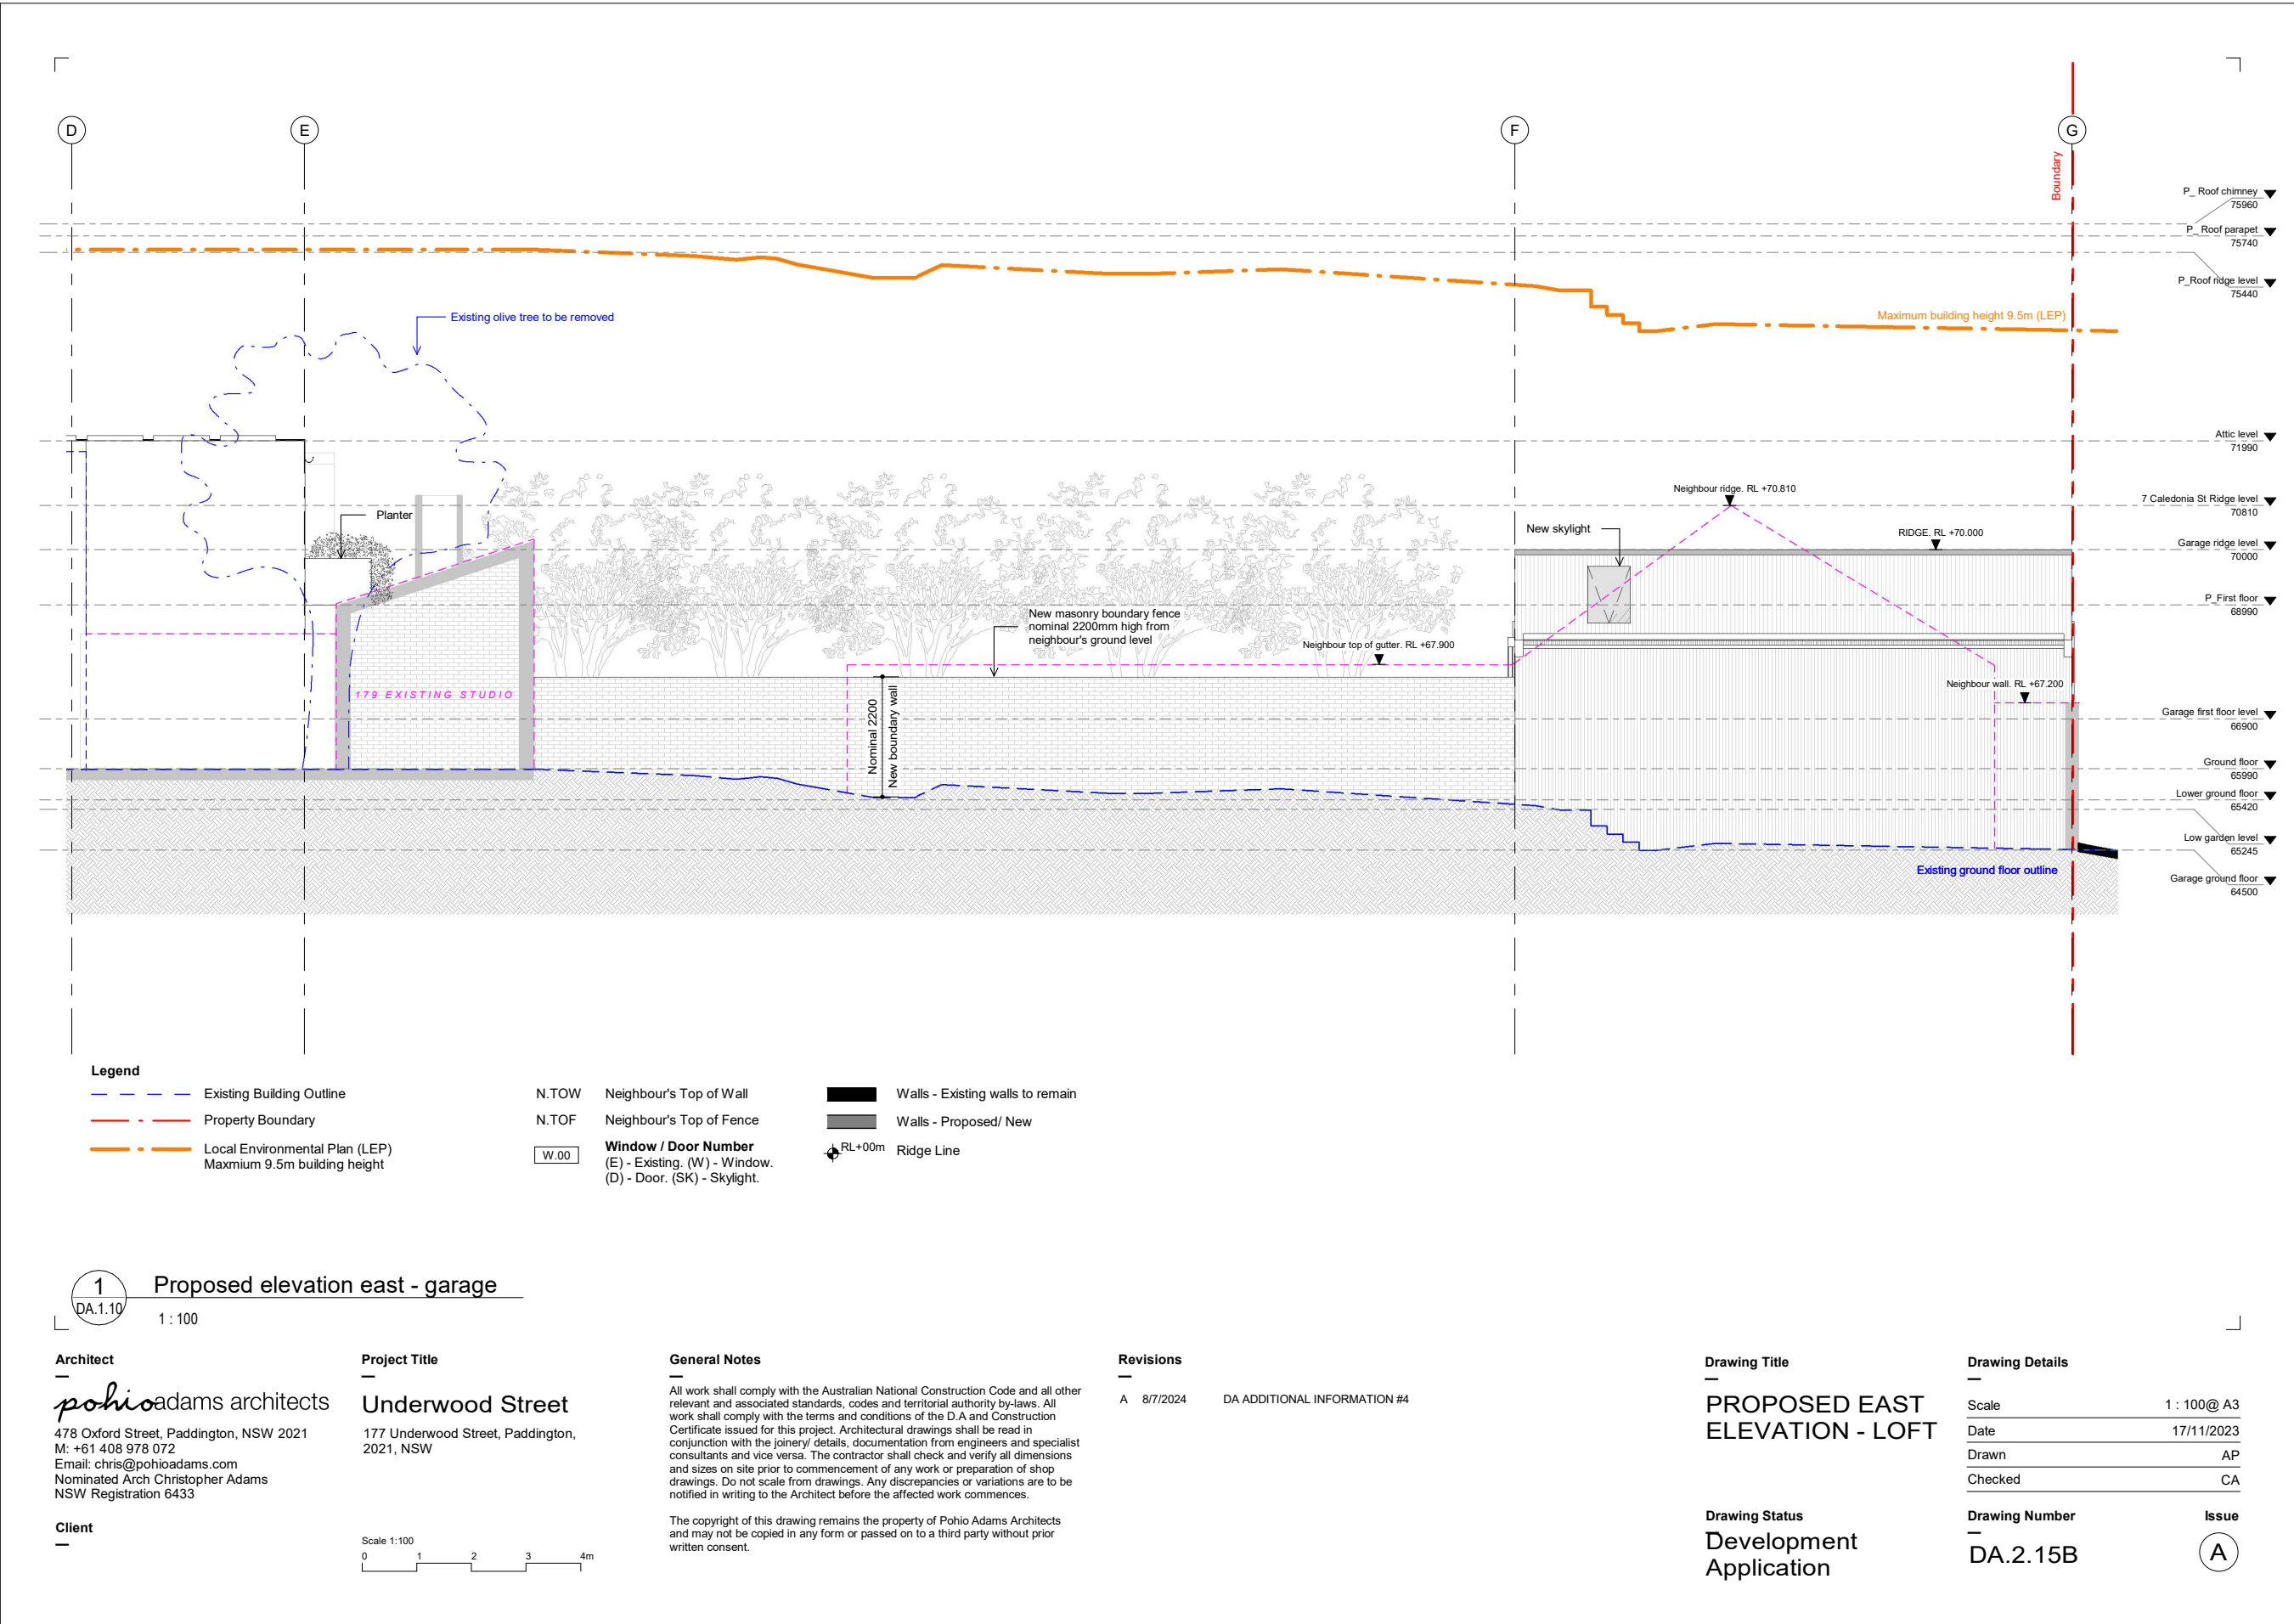 D
E
F
G
Boundary
P_ Roof chimney
75960
P_ Roof parapet
75740
P_Roof ridge level
75440
Existing olive tree to be removed
Maximum building height 9.5m (LEP)
Attic level
71990
Neighbour ridge. RL +70.810
7 Caledonia St Ridge level
70810
Planter
New skylight
RIDGE. RL +70.000
Garage ridge level
70000
P_First floor
68990
New masonry boundary fence
nominal 2200mm high from
neighbour's ground level
Neighbour top of gutter. RL +67.900
179 EXISTING STUDIO
Neighbour wall. RL +67.200
Nominal 2200
New boundary wall
Garage first floor level
66900
Ground floor
65990
Lower ground floor
65420
Low garden level
65245
Existing ground floor outline
Garage ground floor
64500
Legend
Existing Building Outline
Property Boundary
Local Environmental Plan (LEP)
Maxmium 9.5m building height
N.TOW Neighbour's Top of Wall
N.TOF Neighbour's Top of Fence
W.00 Window / Door Number
(E) - Existing. (W) - Window.
(D) - Door. (SK) - Skylight.
Walls - Existing walls to remain
Walls - Proposed/ New
RL+00m Ridge Line
1
DA.1.10
Proposed elevation east - garage
1 : 100
Architect
pohio adams architects
478 Oxford Street, Paddington, NSW 2021
M: +61 408 978 072
Email: chris@pohioadams.com
Nominated Arch Christopher Adams
NSW Registration 6433
Client
Project Title
Underwood Street
177 Underwood Street, Paddington,
2021, NSW
Scale 1:100
0 1 2 3 4m
General Notes
All work shall comply with the Australian National Construction Code and all other
relevant and associated standards, codes and territorial authority by-laws. All
work shall comply with the terms and conditions of the D.A and Construction
Certificate issued for this project. Architectural drawings shall be read in
conjunction with the joinery/ details, documentation from engineers and specialist
consultants and vice versa. The contractor shall check and verify all dimensions
and sizes on site prior to commencement of any work or preparation of shop
drawings. Do not scale from drawings. Any discrepancies or variations are to be
notified in writing to the Architect before the affected work commences.
The copyright of this drawing remains the property of Pohio Adams Architects
and may not be copied in any form or passed on to a third party without prior
written consent.
Revisions
A 8/7/2024 DA ADDITIONAL INFORMATION #4
Drawing Title
PROPOSED EAST
ELEVATION - LOFT
Drawing Status
Development
Application
Drawing Details
Scale 1 : 100@ A3
Date 17/11/2023
Drawn AP
Checked CA
Drawing Number
DA.2.15B
Issue
A